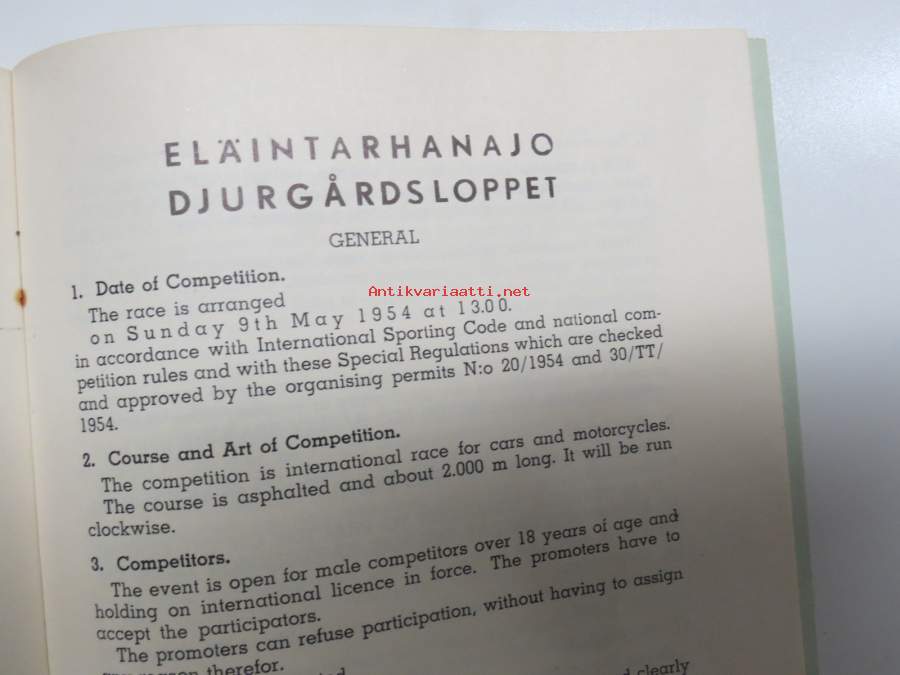 ELÄINTARHANAJO
DJURGÅRDSLOPPET
GENERAL
1. Date of Competition.
Antikvariaatti.net
The race is arranged
on Sunday 9th May 1954 at 13.00.
in accordance with International Sporting Code and national com-
petition rules and with these Special Regulations which are checked
and approved by the organising permits N:o 20/1954 and 30/TT/
1954.
2. Course and Art of Competition.
The competition is international race for cars and motorcycles.
The course is asphalted and about 2.000 m long. It will be run
clockwise.
3. Competitors.
The event is open for male competitors over 18 years of age and
holding on international licence in force. The promoters have to
accept the participators.
The promoters can refuse participation, without having to assign
therefor.
clearly